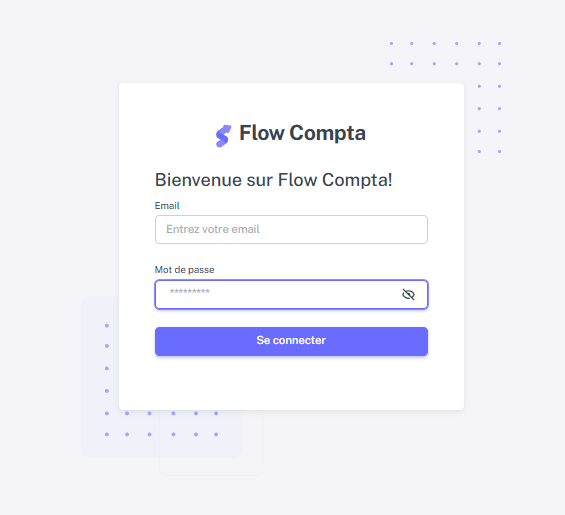 Flow Compta
Bienvenue sur Flow Compta!
Email
Entrez votre email
Mot de passe
*********
Se connecter